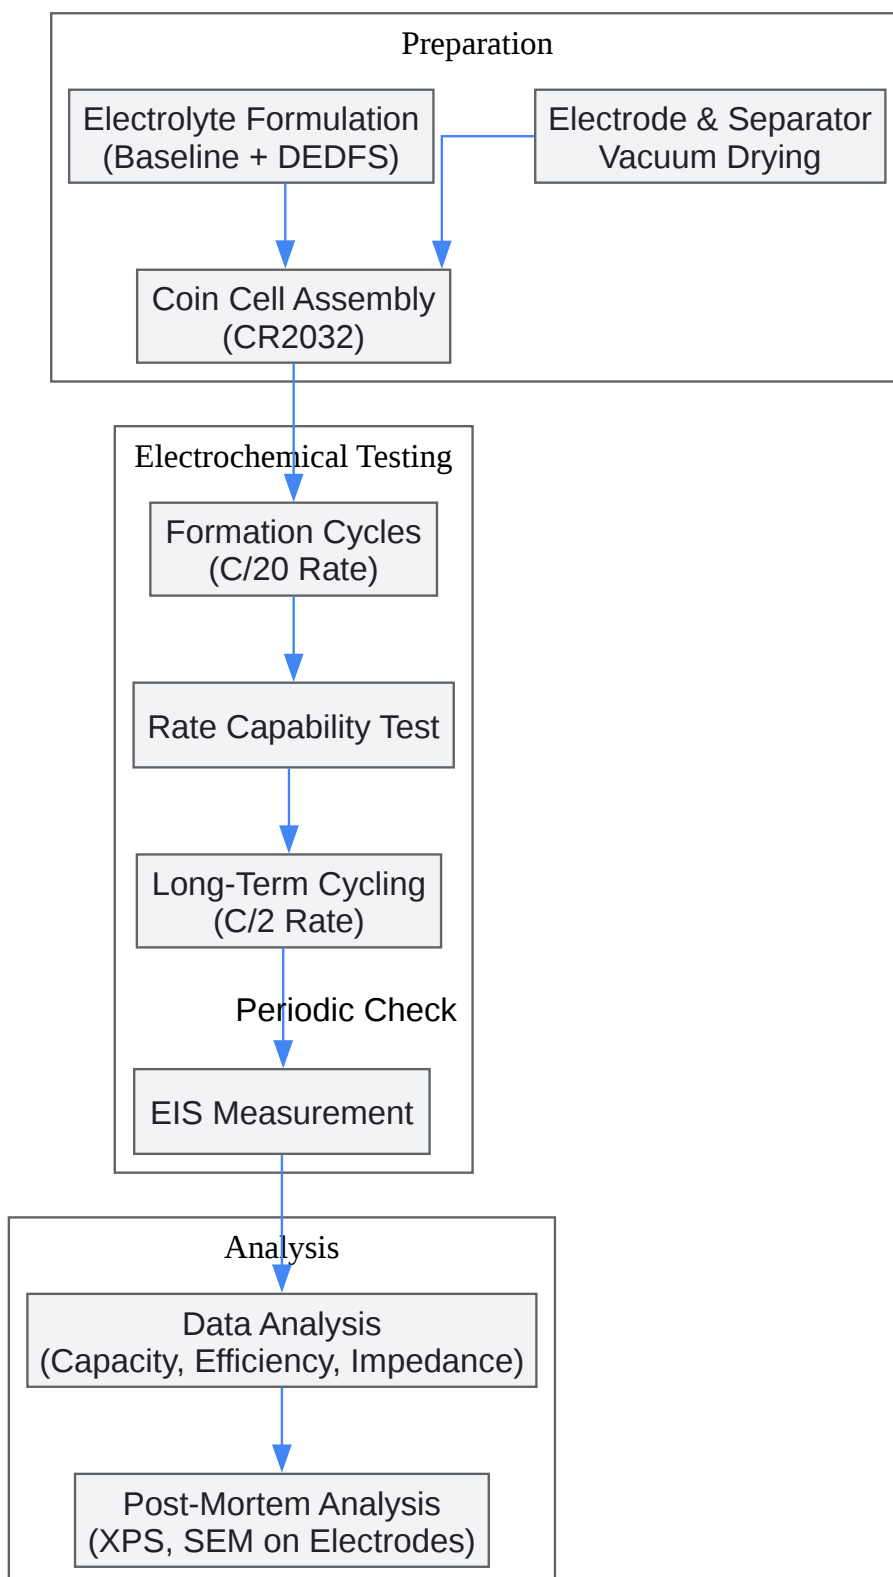 Preparation
Electrolyte Formulation
(Baseline + DEDFS)
Electrode & Separator
Vacuum Drying
Coin Cell Assembly
(CR2032)
Electrochemical Testing
Formation Cycles
(C/20 Rate)
Rate Capability Test
Long-Term Cycling
(C/2 Rate)
Periodic Check
EIS Measurement
Analysis
Data Analysis
(Capacity, Efficiency, Impedance)
Post-Mortem Analysis
(XPS, SEM on Electrodes)